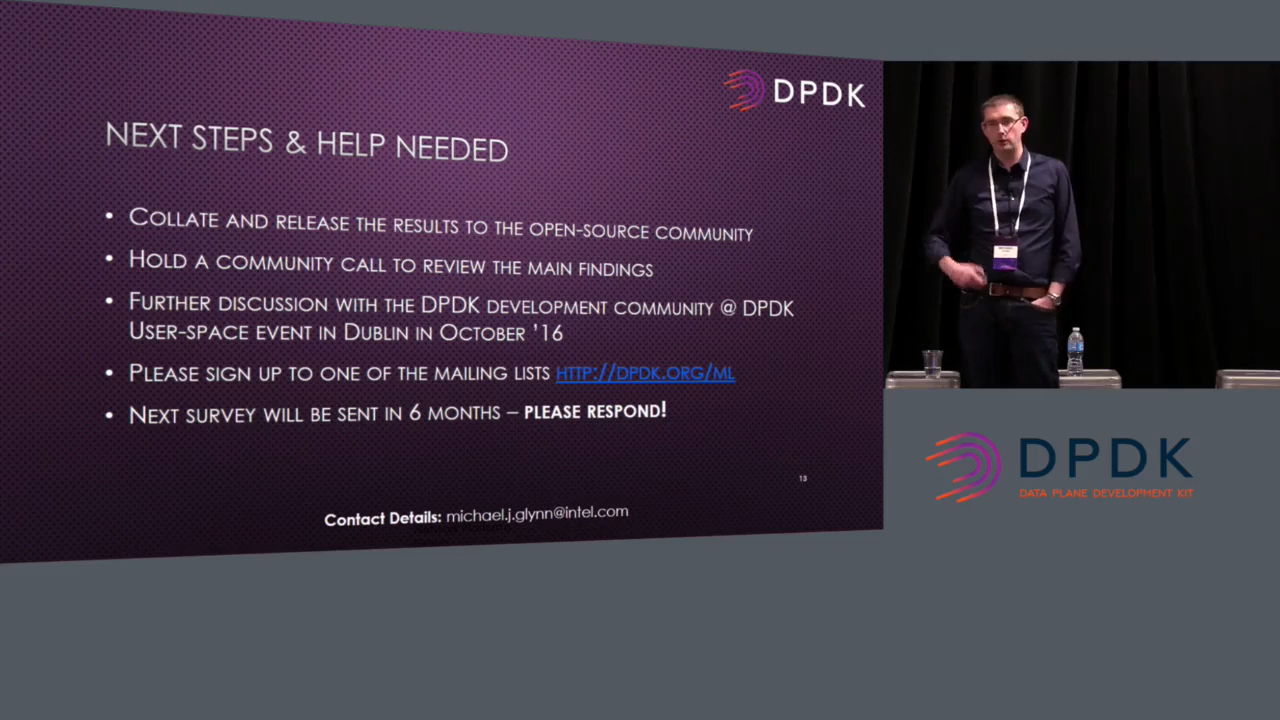 DPDK
NEXT STEPS & HELP NEEDED
• COLLATE AND RELEASE THE RESULTS TO THE OPEN-SOURCE COMMUNITY
• HOLD A COMMUNITY CALL TO REVIEW THE MAIN FINDINGS
• FURTHER DISCUSSION WITH THE DPDK DEVELOPMENT COMMUNITY @ DPDK
USER-SPACE EVENT IN DUBLIN IN OCTOBER '16
• PLEASE SIGN UP TO ONE OF THE MAILING LISTS HTTP://DPDK.ORG/ML
• NEXT SURVEY WILL BE SENT IN 6 MONTHS – PLEASE RESPOND!
13
Contact Details: michael.j.glynn@intel.com
DPDK
DATA PLANE DEVELOPMENT KIT